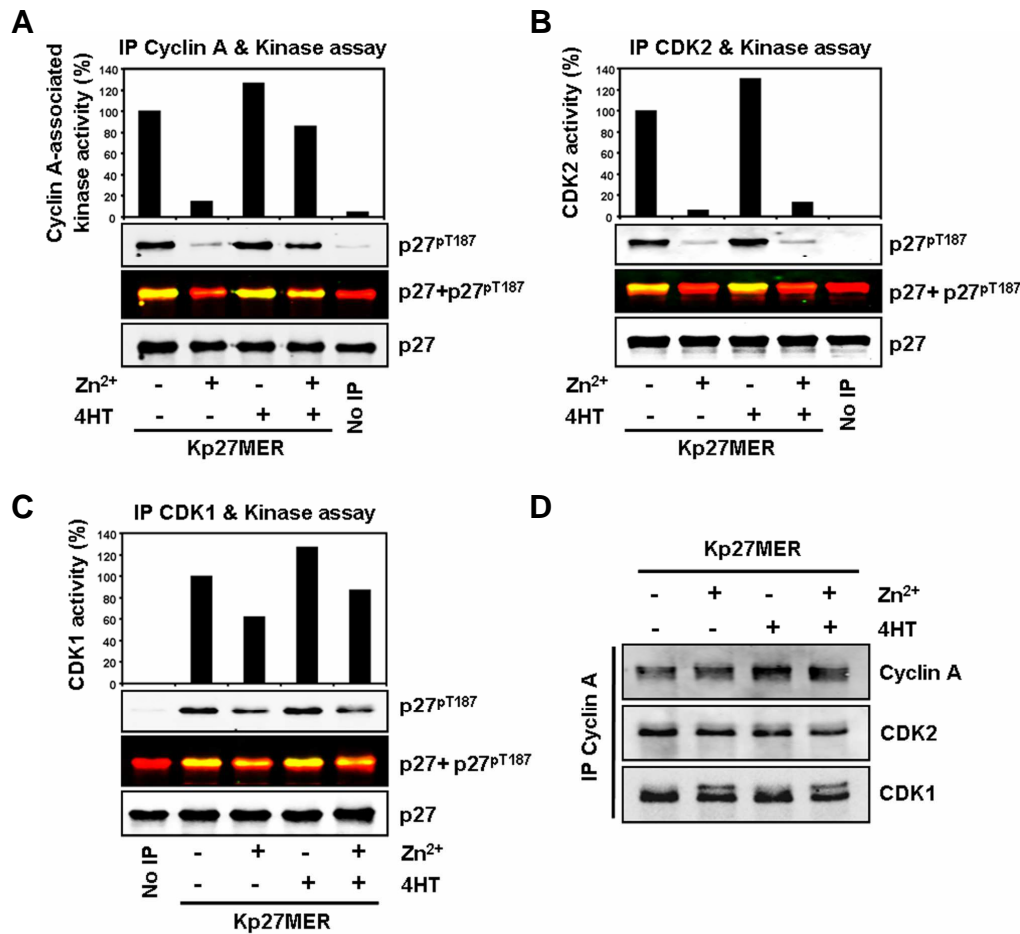 A
IP Cyclin A & Kinase assay
Cyclin A-associated
kinase activity (%)
140
120
100
80
60
40
20
0
p27pT187
p27+p27pT187
p27
Zn2+ - + - + No IP
4HT - - + +
Kp27MER
B
IP CDK2 & Kinase assay
CDK2 activity (%)
140
120
100
80
60
40
20
0
p27pT187
p27+ p27pT187
p27
Zn2+ - + - + No IP
4HT - - + +
Kp27MER
C
IP CDK1 & Kinase assay
CDK1 activity (%)
140
120
100
80
60
40
20
0
p27pT187
p27+ p27pT187
p27
No IP - + - + Zn2+
- - + + 4HT
Kp27MER
D
Kp27MER
- + - + Zn2+
- - + + 4HT
IP Cyclin A
Cyclin A
CDK2
CDK1